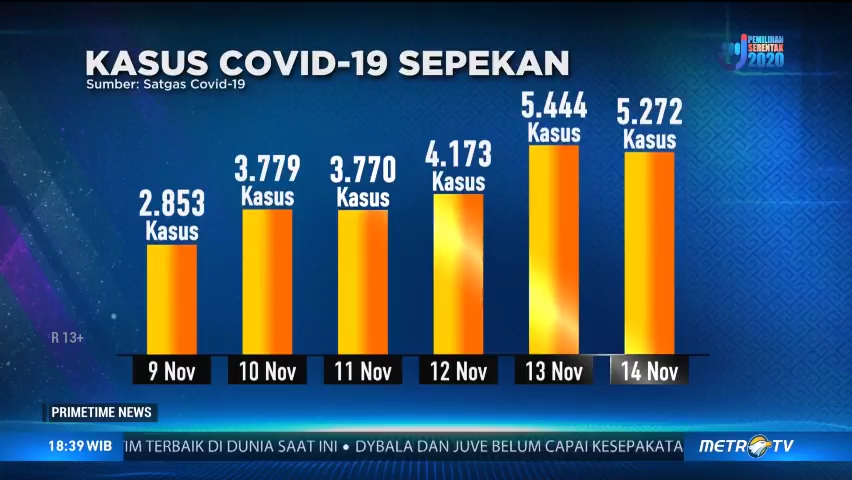 PEMILIHAN
SERENTAK
2020
KASUS COVID-19 SEPEKAN
Sumber: Satgas Covid-19
2.853
Kasus
3.779
Kasus
3.770
Kasus
4.173
Kasus
5.444
Kasus
5.272
Kasus
R 13+
9 Nov
10 Nov
11 Nov
12 Nov
13 Nov
14 Nov
PRIMETIME NEWS
18:39 WIB
TIM TERBAIK DI DUNIA SAAT INI • DYBALA DAN JUVE BELUM CAPAI KESEPAKATA
METRO TV